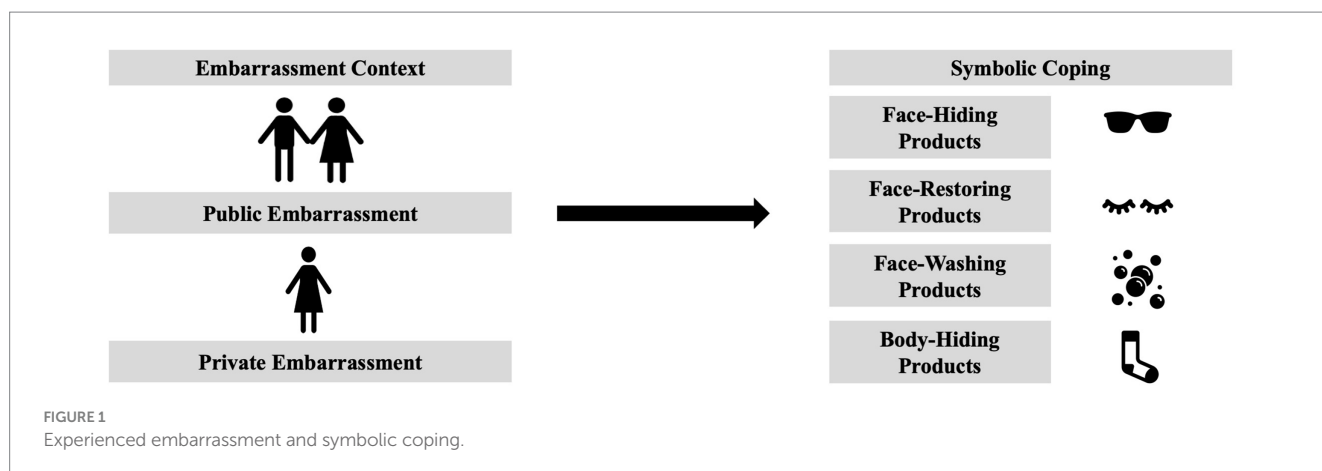 Embarrassment Context
Public Embarrassment
Private Embarrassment
Symbolic Coping
Face-Hiding
Products
Face-Restoring
Products
Face-Washing
Products
Body-Hiding
Products
FIGURE 1
Experienced embarrassment and symbolic coping.